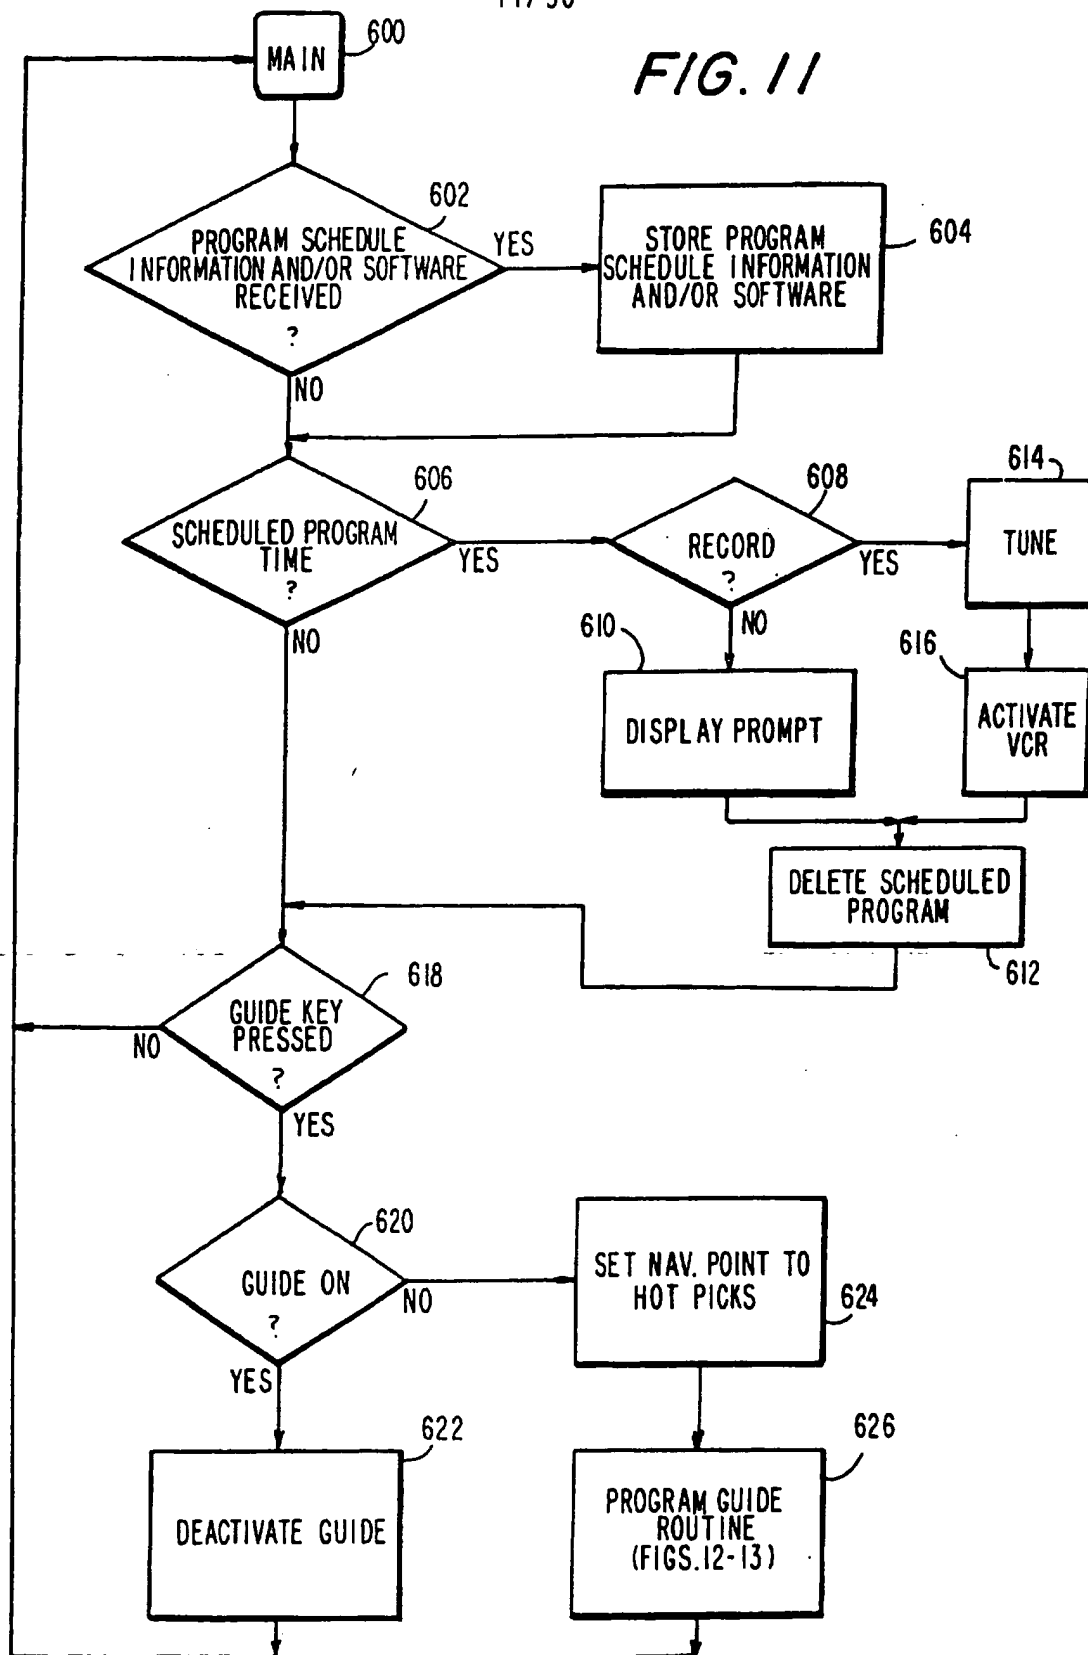 FIG. 11
600
MAIN
602
PROGRAM SCHEDULE
INFORMATION AND/OR SOFTWARE
RECEIVED
?
YES
NO
STORE PROGRAM
SCHEDULE INFORMATION
AND/OR SOFTWARE
604
606
SCHEDULED PROGRAM
TIME
?
YES
NO
608
RECORD
?
YES
NO
614
TUNE
610
DISPLAY PROMPT
616
ACTIVATE
VCR
DELETE SCHEDULED
PROGRAM
612
618
GUIDE KEY
PRESSED
?
NO
YES
620
GUIDE ON
?
NO
YES
SET NAV. POINT TO
HOT PICKS
624
622
DEACTIVATE GUIDE
626
PROGRAM GUIDE
ROUTINE
(FIGS.12-13)